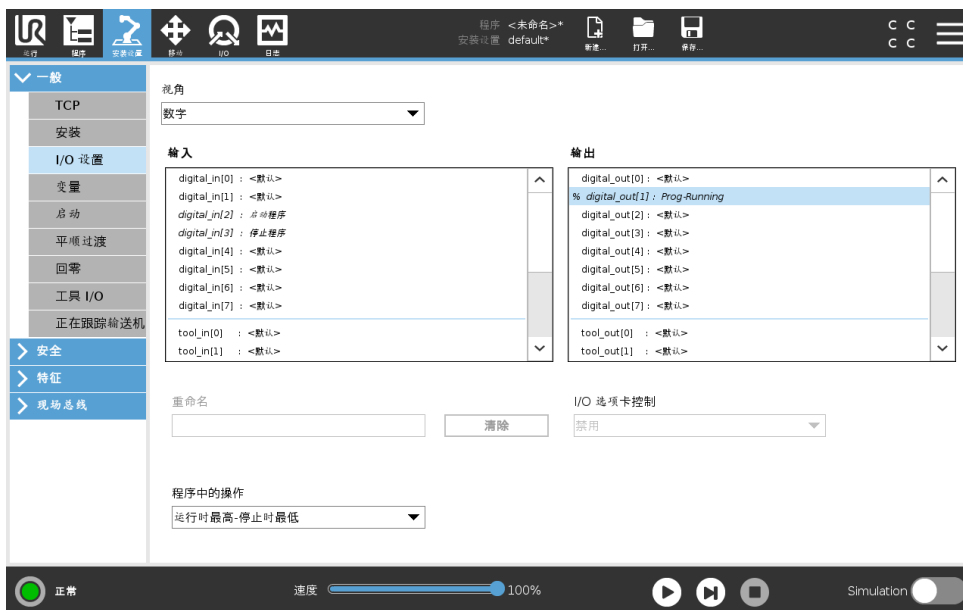 UR
运行
程序
安装设置
移动
I/O
日志
程序 <未命名>*
安装设置 default*
新建...
打开...
保存...
C C
C C
一般
TCP
安装
I/O 设置
变量
启动
平顺过渡
回零
工具 I/O
正在跟踪输送机
安全
特征
现场总线
视角
数字
输入
digital_in[0] : <默认>
digital_in[1] : <默认>
digital_in[2] : 启动程序
digital_in[3] : 停止程序
digital_in[4] : <默认>
digital_in[5] : <默认>
digital_in[6] : <默认>
digital_in[7] : <默认>
tool_in[0] : <默认>
tool_in[1] : <默认>
输出
digital_out[0] : <默认>
% digital_out[1] : Prog-Running
digital_out[2] : <默认>
digital_out[3] : <默认>
digital_out[4] : <默认>
digital_out[5] : <默认>
digital_out[6] : <默认>
digital_out[7] : <默认>
tool_out[0] : <默认>
tool_out[1] : <默认>
重命名
清除
I/O 选项卡控制
禁用
程序中的操作
运行时最高-停止时最低
正常
速度
100%
Simulation